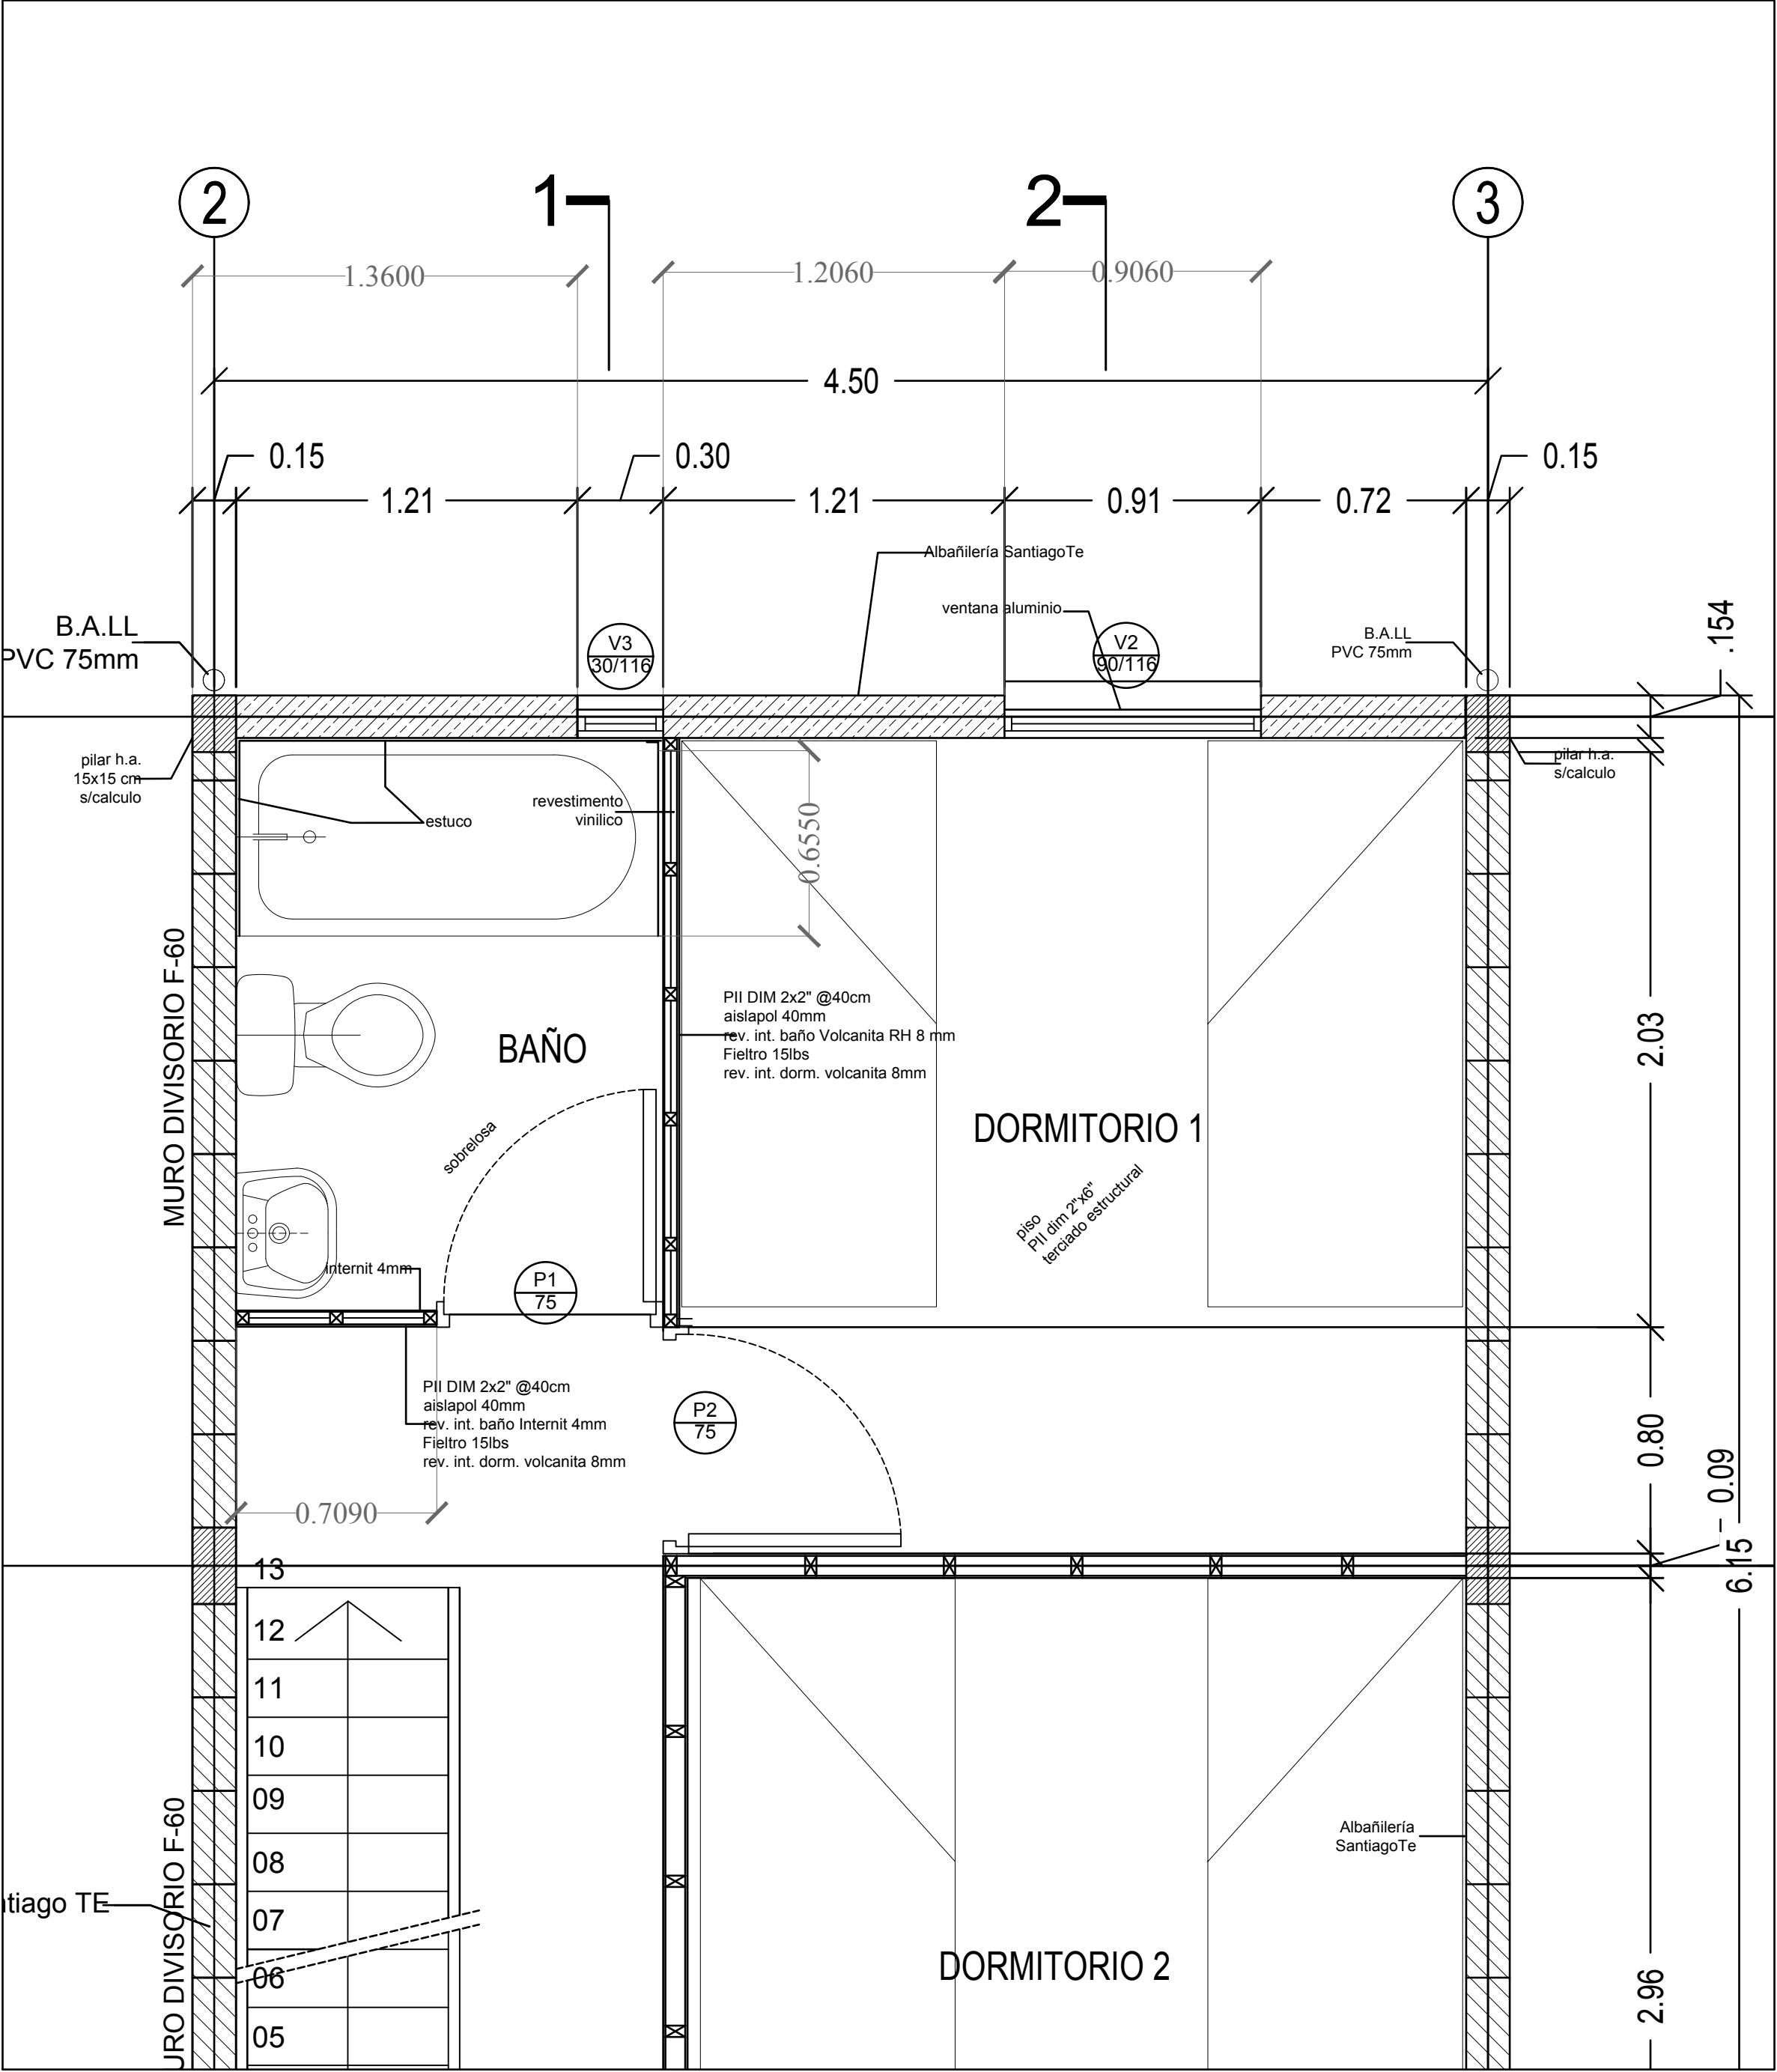 2
1
2
3
1.3600
1.2060
0.9060
4.50
0.15
0.30
0.15
1.21
1.21
0.91
0.72
Albañilería SantiagoTe
ventana aluminio
B.A.LL
PVC 75mm
V3
30/116
V2
90/116
B.A.LL
PVC 75mm
.154
pilar h.a.
15x15 cm
s/calculo
estuco
revestimento
vinilico
0.6550
pilar h.a.
s/calculo
MURO DIVISORIO F-60
BAÑO
PII DIM 2x2" @40cm
aislapol 40mm
rev. int. baño Volcanita RH 8 mm
Fieltro 15lbs
rev. int. dorm. volcanita 8mm
2.03
DORMITORIO 1
sobrelosa
piso
PII dim 2"x6"
terciado estructural
internit 4mm
P1
75
PII DIM 2x2" @40cm
aislapol 40mm
rev. int. baño Internit 4mm
Fieltro 15lbs
rev. int. dorm. volcanita 8mm
P2
75
0.80
0.09
6.15
0.7090
13
12
11
10
09
08
07
06
05
URO DIVISORIO F-60
ntiago TE
Albañilería
SantiagoTe
DORMITORIO 2
2.96